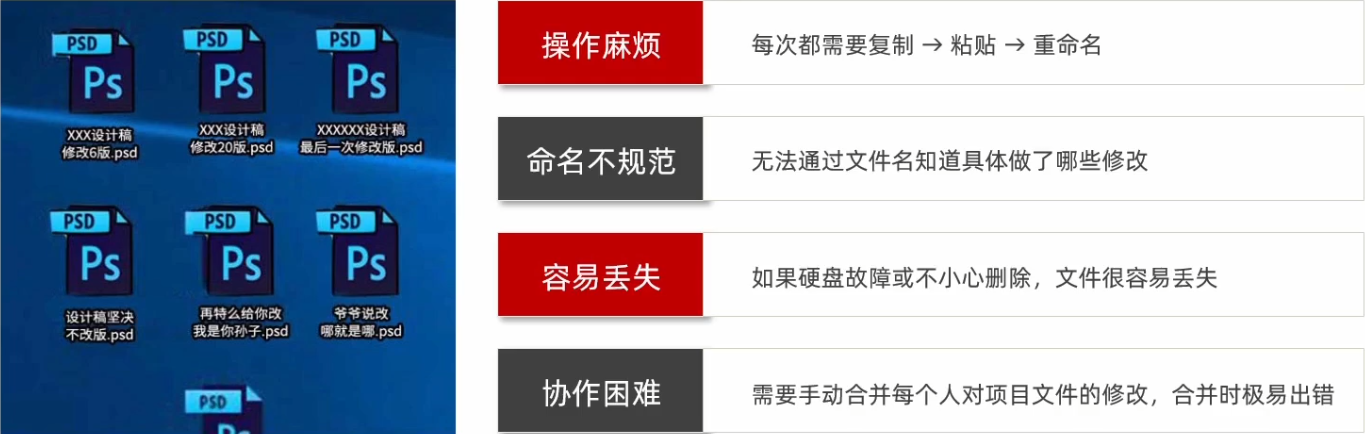 PSD
Ps
XXX设计稿
修改6版.psd
PSD
Ps
XXX设计稿
修改20版.psd
PSD
Ps
XXXXXX设计稿
最后一次修改版.psd
PSD
Ps
设计稿坚决
不改版.psd
PSD
Ps
再特么给你改
我是你孙子.psd
PSD
Ps
爷爷说改
哪就是哪.psd
PSD
Ps
操作麻烦
每次都需要复制 → 粘贴 → 重命名
命名不规范
无法通过文件名知道具体做了哪些修改
容易丢失
如果硬盘故障或不小心删除，文件很容易丢失
协作困难
需要手动合并每个人对项目文件的修改，合并时极易出错